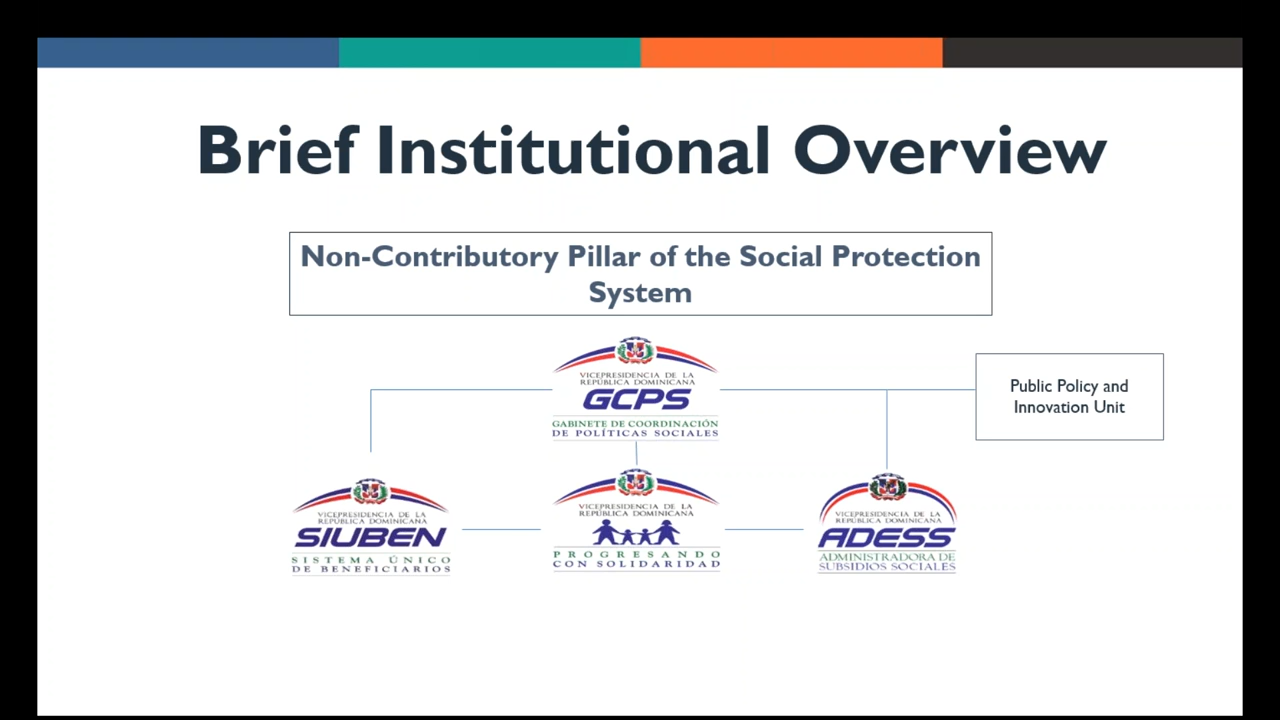 Brief Institutional Overview
Non-Contributory Pillar of the Social Protection
System
VICEPRESIDENCIA DE LA
REPÚBLICA DOMINICANA
GCPS
GABINETE DE COORDINACIÓN
DE POLÍTICAS SOCIALES
Public Policy and
Innovation Unit
VICEPRESIDENCIA DE LA
REPÚBLICA DOMINICANA
SIUBEN
SISTEMA ÚNICO
DE BENEFICIARIOS
VICEPRESIDENCIA DE LA
REPÚBLICA DOMINICANA
PROGRESANDO
CON SOLIDARIDAD
VICEPRESIDENCIA DE LA
REPÚBLICA DOMINICANA
ADESS
ADMINISTRADORA DE
SUBSIDIOS SOCIALES